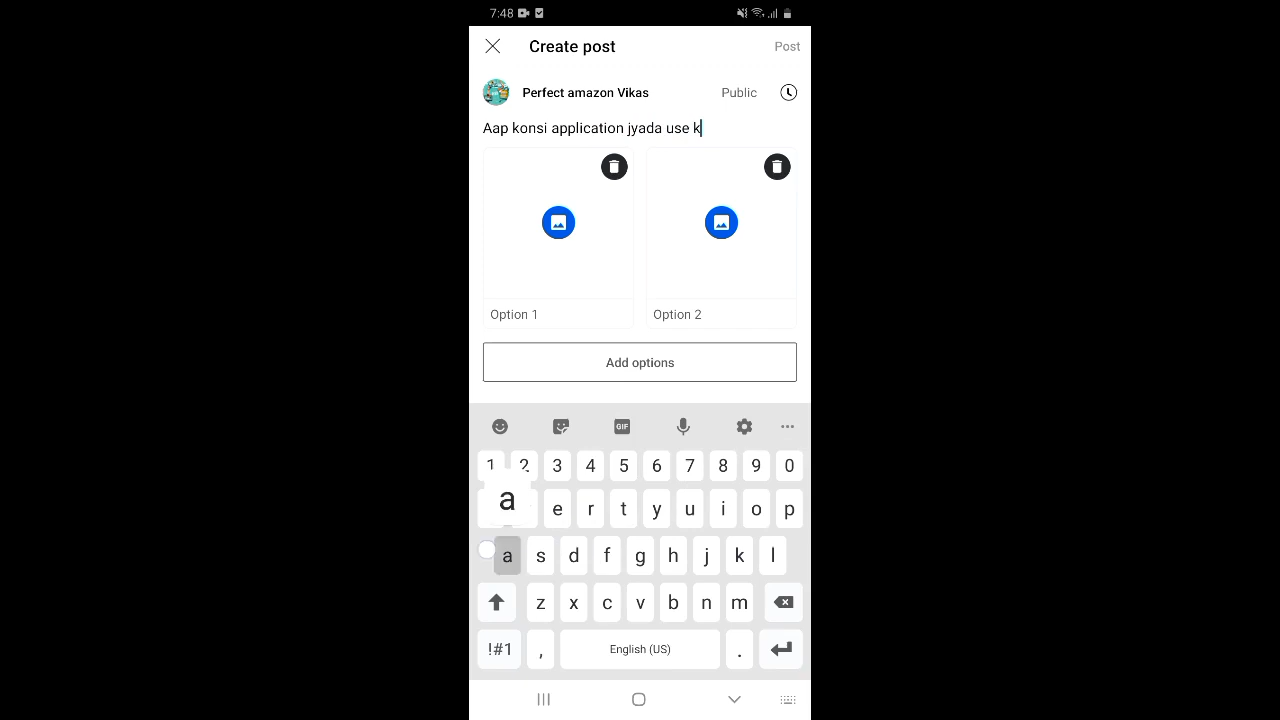 7:48
Create post
Post
Perfect amazon Vikas
Public
Aap konsi application jyada use k
Option 1
Option 2
Add options
GIF
1 2 3 4 5 6 7 8 9 0
a
e r t y u i o p
a s d f g h j k l
z x c v b n m
!#1 , English (US) .